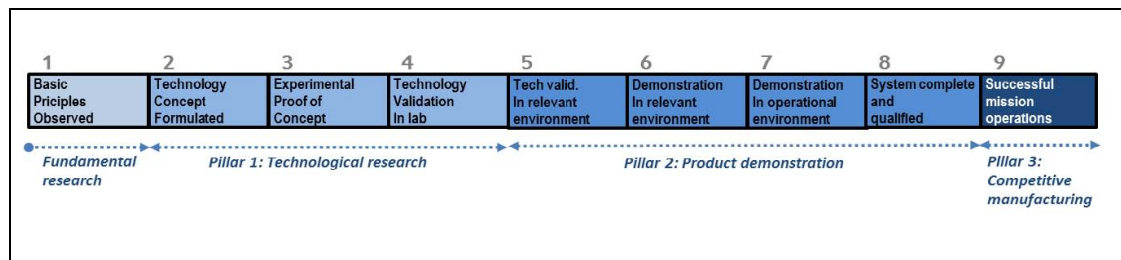 1
Basic
Priciples
Observed
2
Technology
Concept
Formulated
3
Experimental
Proof of
Concept
4
Technology
Validation
In lab
5
Tech valid.
In relevant
environment
6
Demonstration
In relevant
environment
7
Demonstration
In operational
environment
8
System complete
and
qualified
9
Successful
mission
operations
Fundamental
research
Pillar 1: Technological research
Pillar 2: Product demonstration
Pillar 3:
Competitive
manufacturing